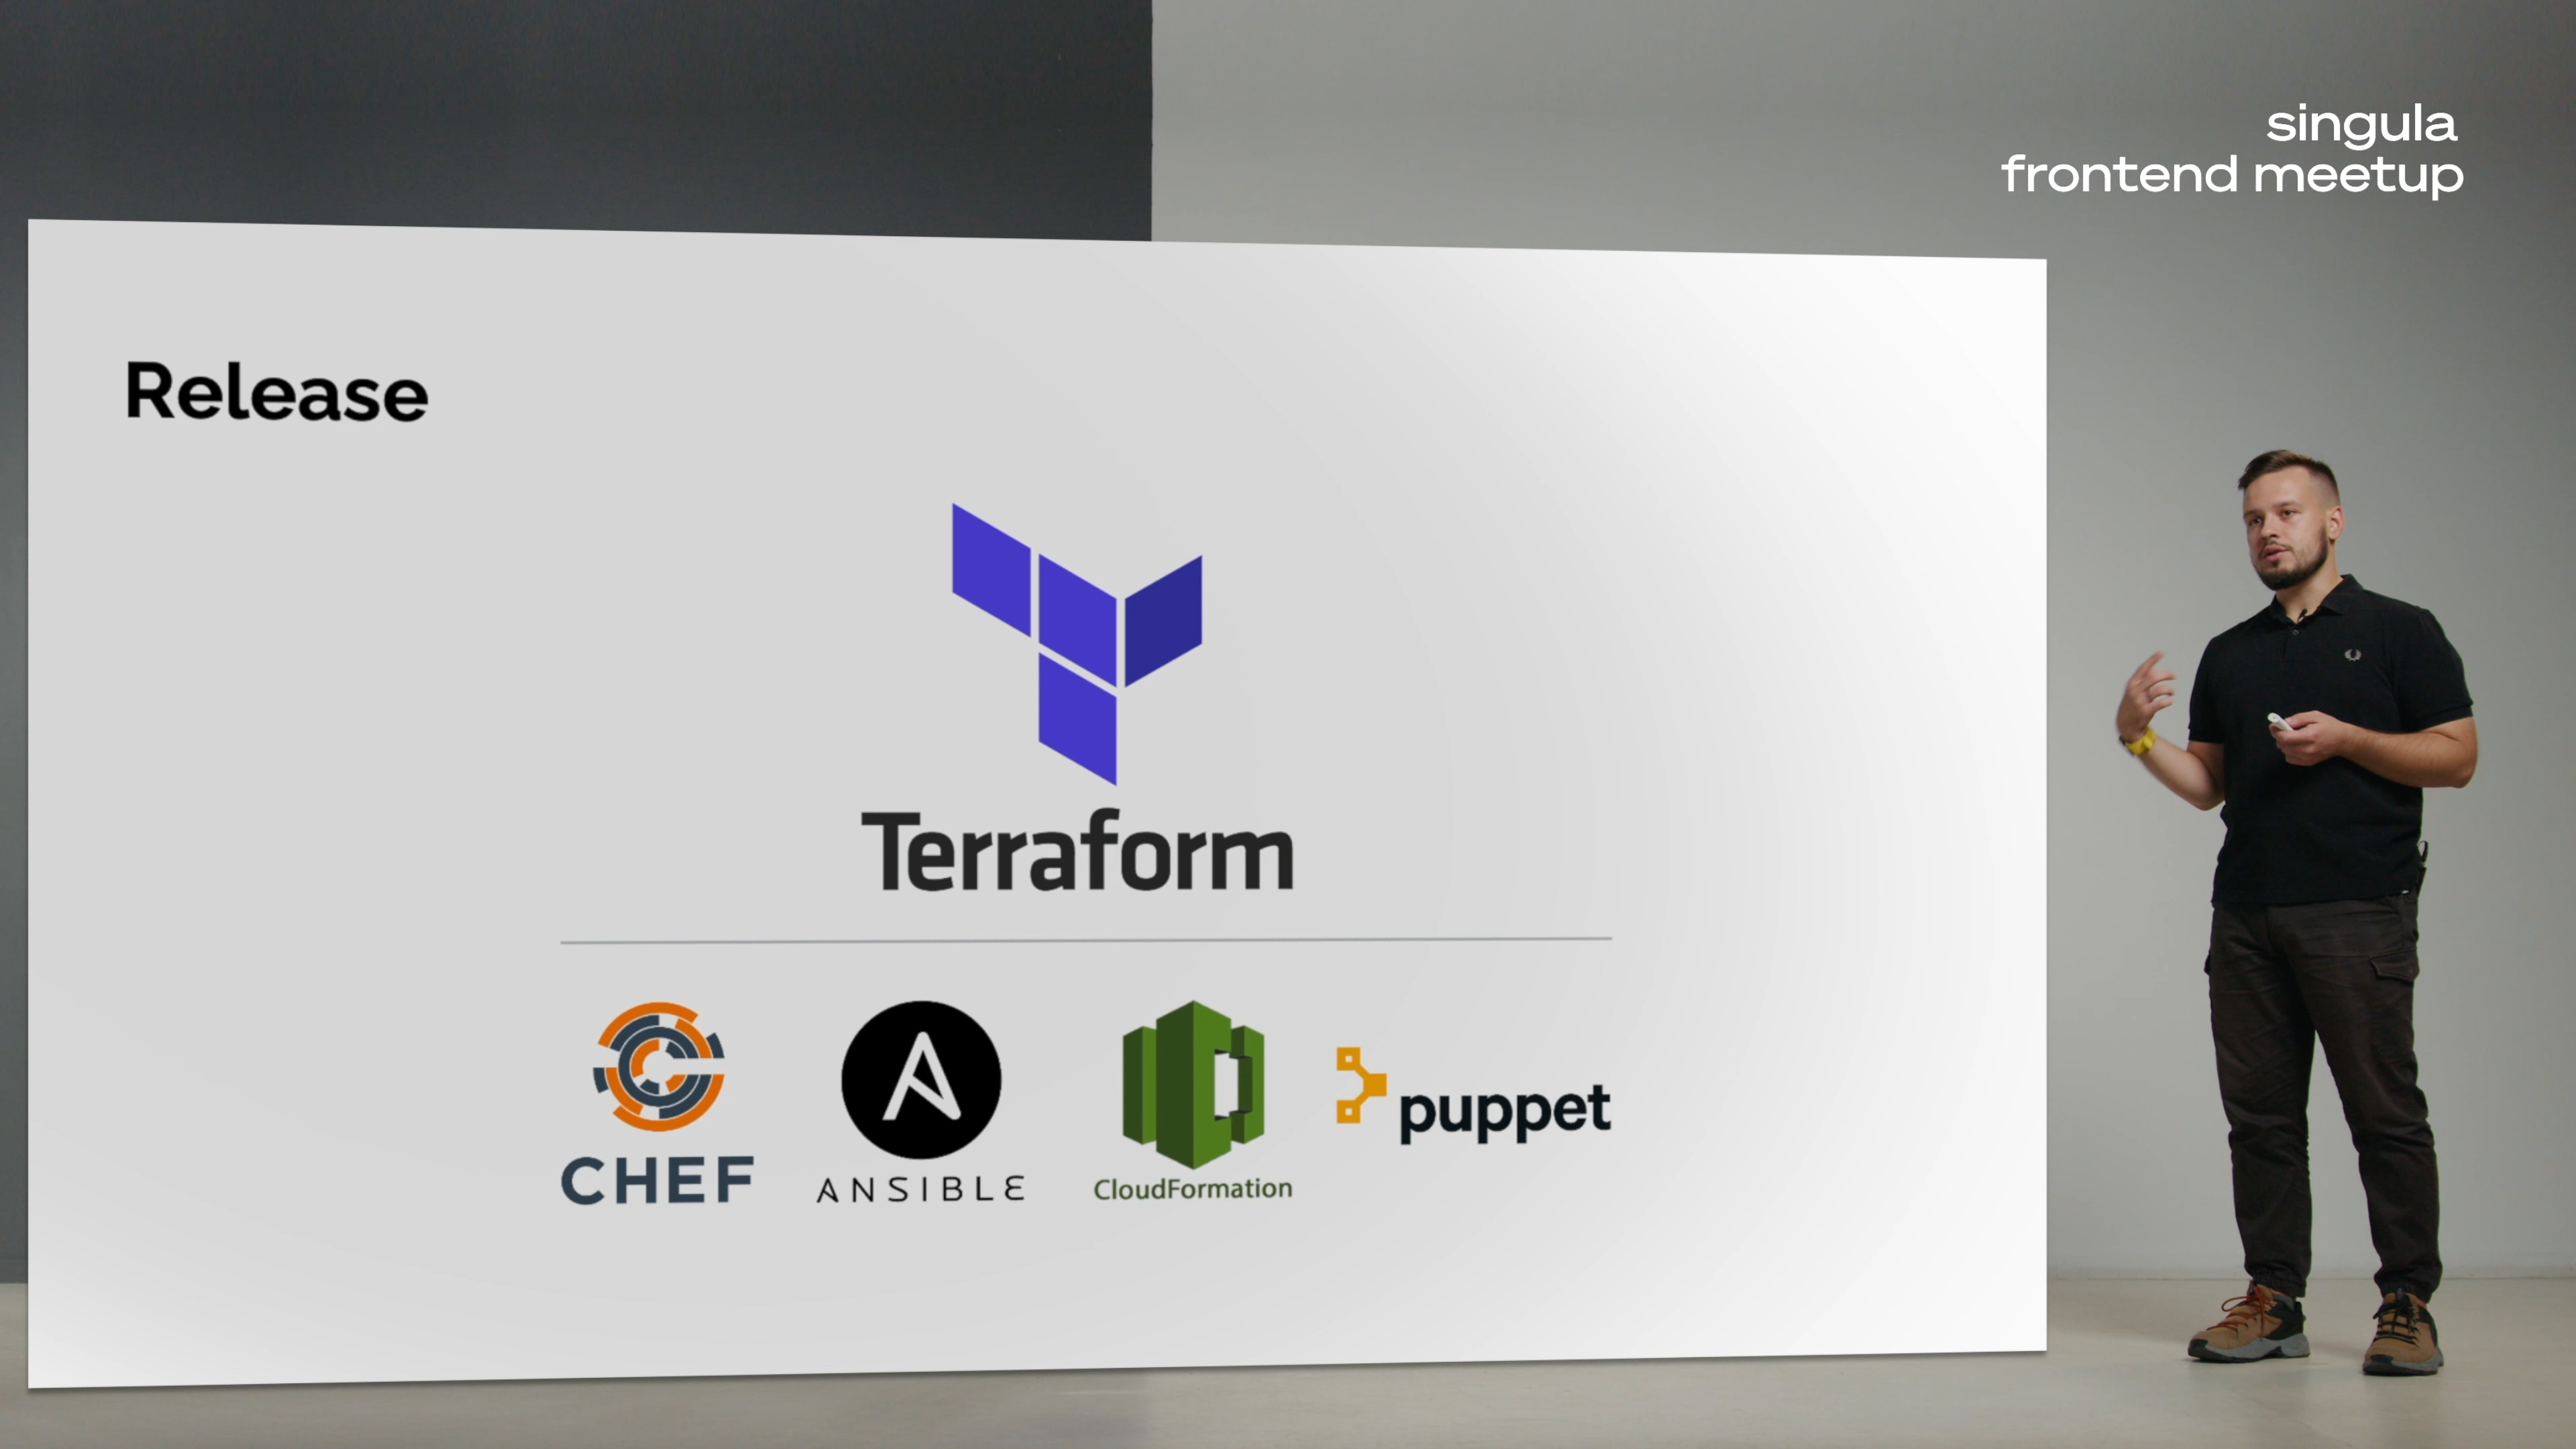 singula
frontend meetup
Release
Terraform
CHEF
ANSIBLE
CloudFormation
puppet